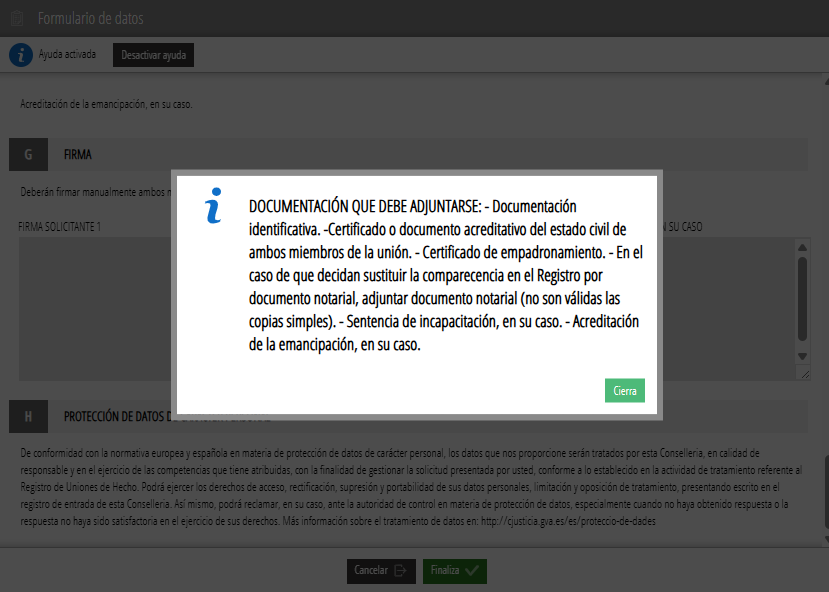 Formulario de datos
i Ayuda activada Desactivar ayuda
Acreditación de la emancipación, en su caso.
G FIRMA
Deberán firmar manualmente ambos
FIRMA SOLICITANTE 1
SU CASO
i
DOCUMENTACIÓN QUE DEBE ADJUNTARSE: - Documentación
identificativa. -Certificado o documento acreditativo del estado civil de
ambos miembros de la unión. - Certificado de empadronamiento. - En el
caso de que decidan sustituir la comparecencia en el Registro por
documento notarial, adjuntar documento notarial (no son válidas las
copias simples). - Sentencia de incapacitación, en su caso. - Acreditación
de la emancipación, en su caso.
Cierra
H PROTECCIÓN DE DATOS
De conformidad con la normativa europea y española en materia de protección de datos de carácter personal, los datos que nos proporcione serán tratados por esta Conselleria, en calidad de
responsable y en el ejercicio de las competencias que tiene atribuidas, con la finalidad de gestionar la solicitud presentada por usted, conforme a lo establecido en la actividad de tratamiento referente al
Registro de Uniones de Hecho. Podrá ejercer los derechos de acceso, rectificación, supresión y portabilidad de sus datos personales, limitación y oposición de tratamiento, presentando escrito en el
registro de entrada de esta Conselleria. Así mismo, podrá reclamar, en su caso, ante la autoridad de control en materia de protección de datos, especialmente cuando no haya obtenido respuesta o la
respuesta no haya sido satisfactoria en el ejercicio de sus derechos. Más información sobre el tratamiento de datos en: http://cjusticia.gva.es/es/proteccio-de-dades
Cancelar Finaliza